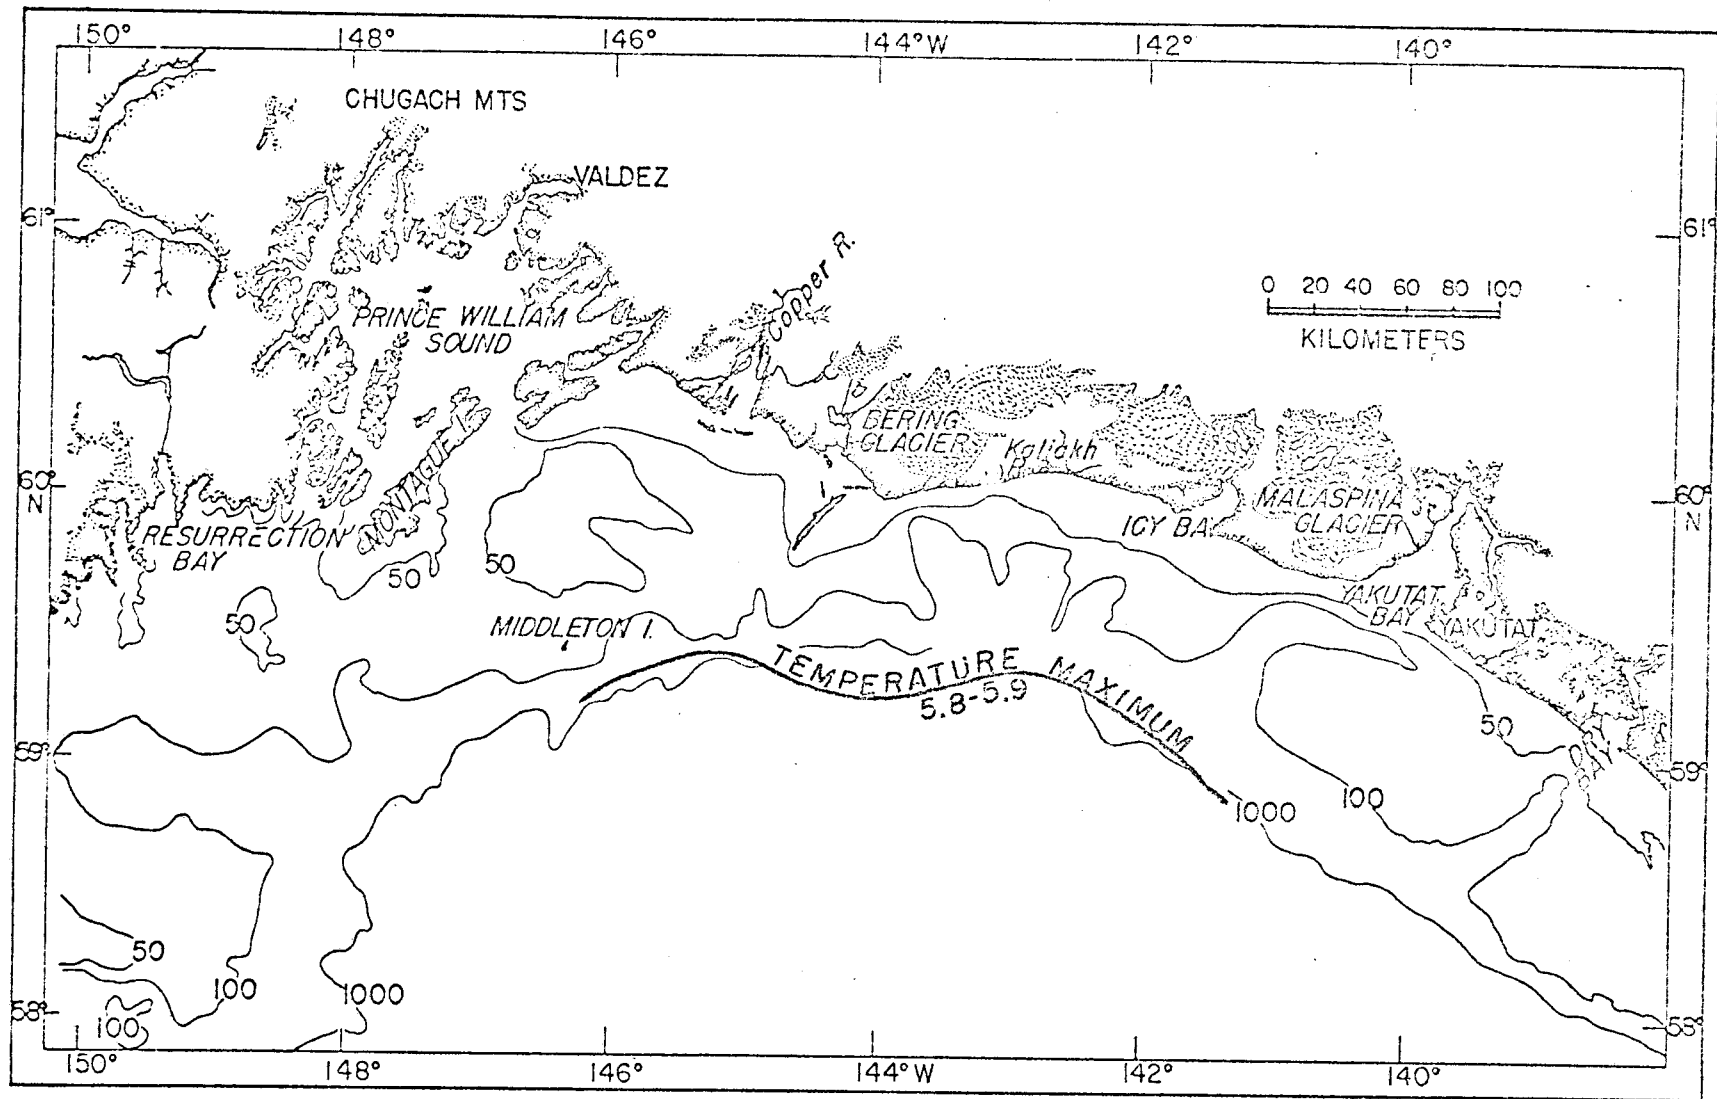 150° 148° 146° 144°W 142° 140°
CHUGACH MTS
VALDEZ
61° 61°
Copper R.
0 20 40 60 80 100
KILOMETERS
PRINCE WILLIAM
SOUND
BERING
GLACIER
Kaliakh
R.
60° 60°
N N
MONTAGUE I.
MALASPINA
GLACIER
ICY BAY
RESURRECTION
BAY
50
50
50
YAKUTAT
BAY
YAKUTAT
MIDDLETON I.
TEMPERATURE MAXIMUM
5.8-5.9
50
59° 59°
100
1000
50
100
1000
100
58° 58°
150° 148° 146° 144°W 142° 140°